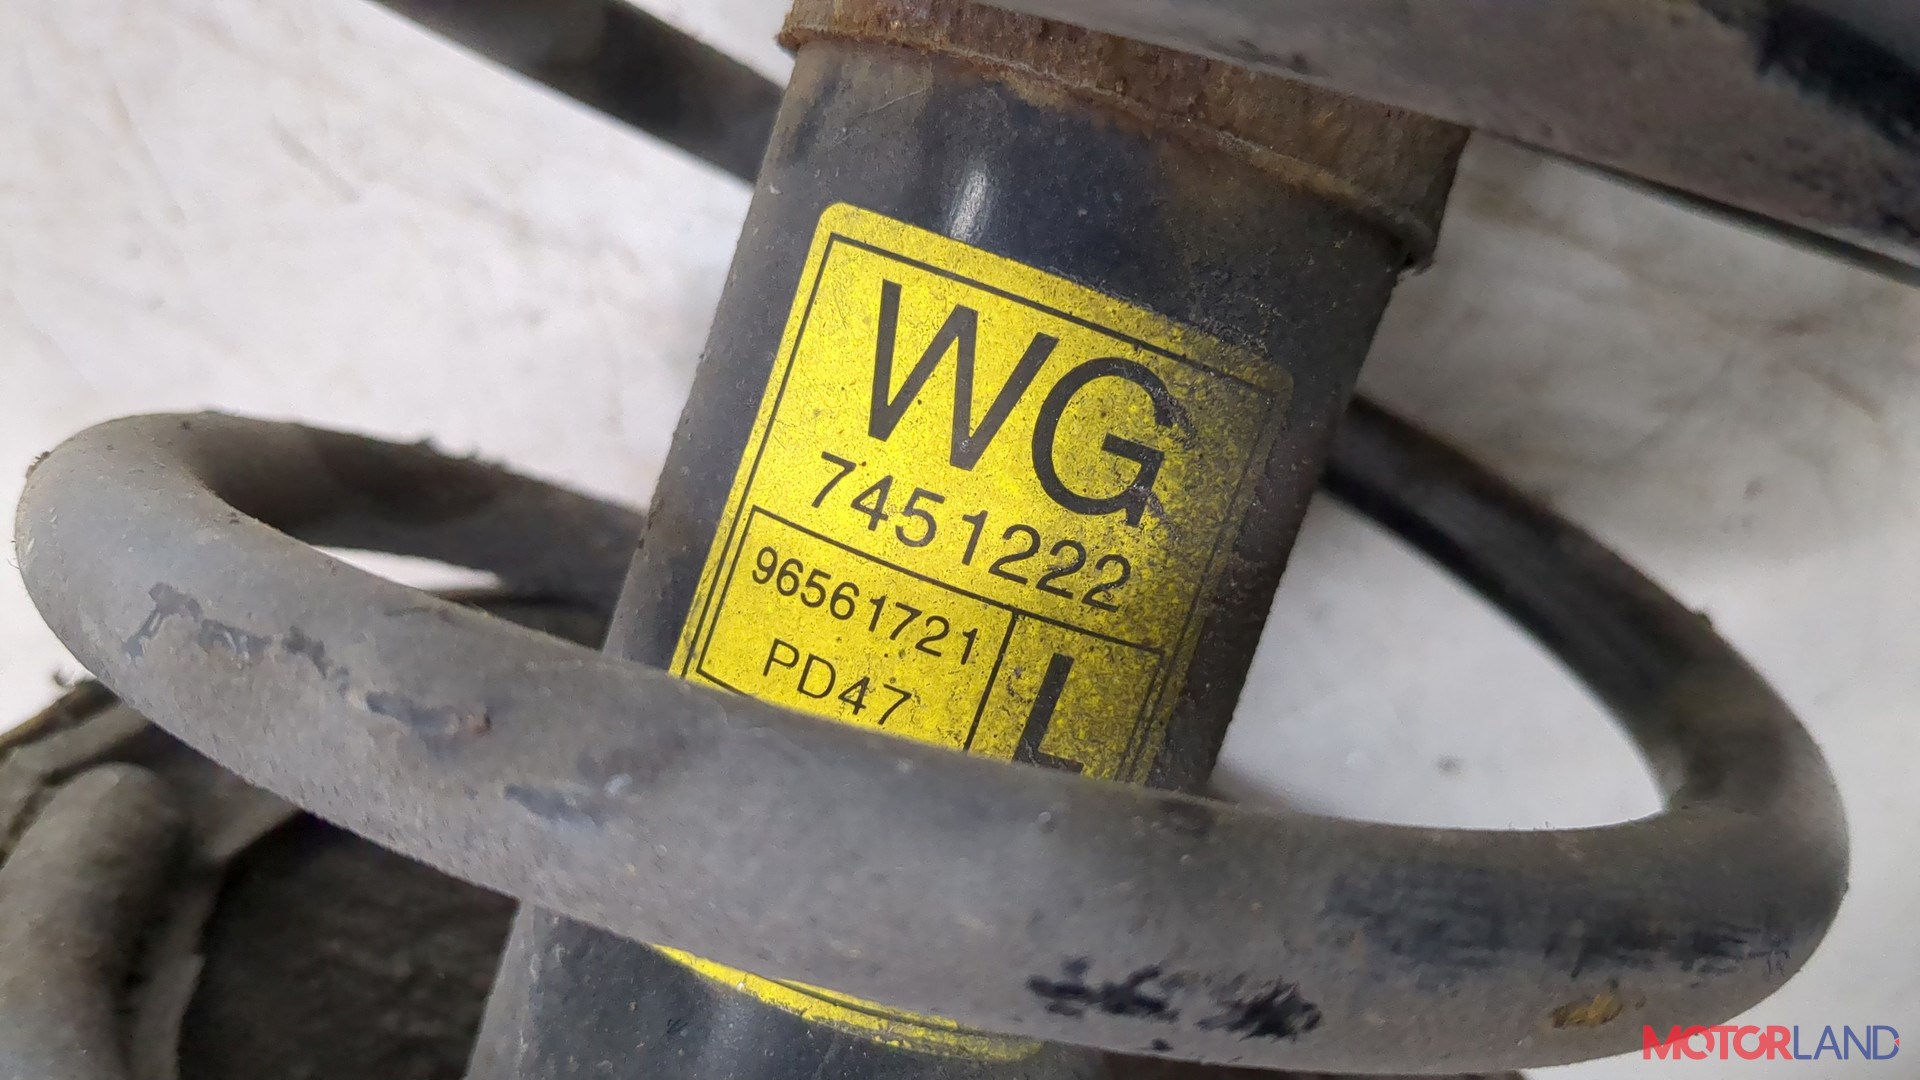 WG
7451222
96561721
PD47
L
MOTORLAND